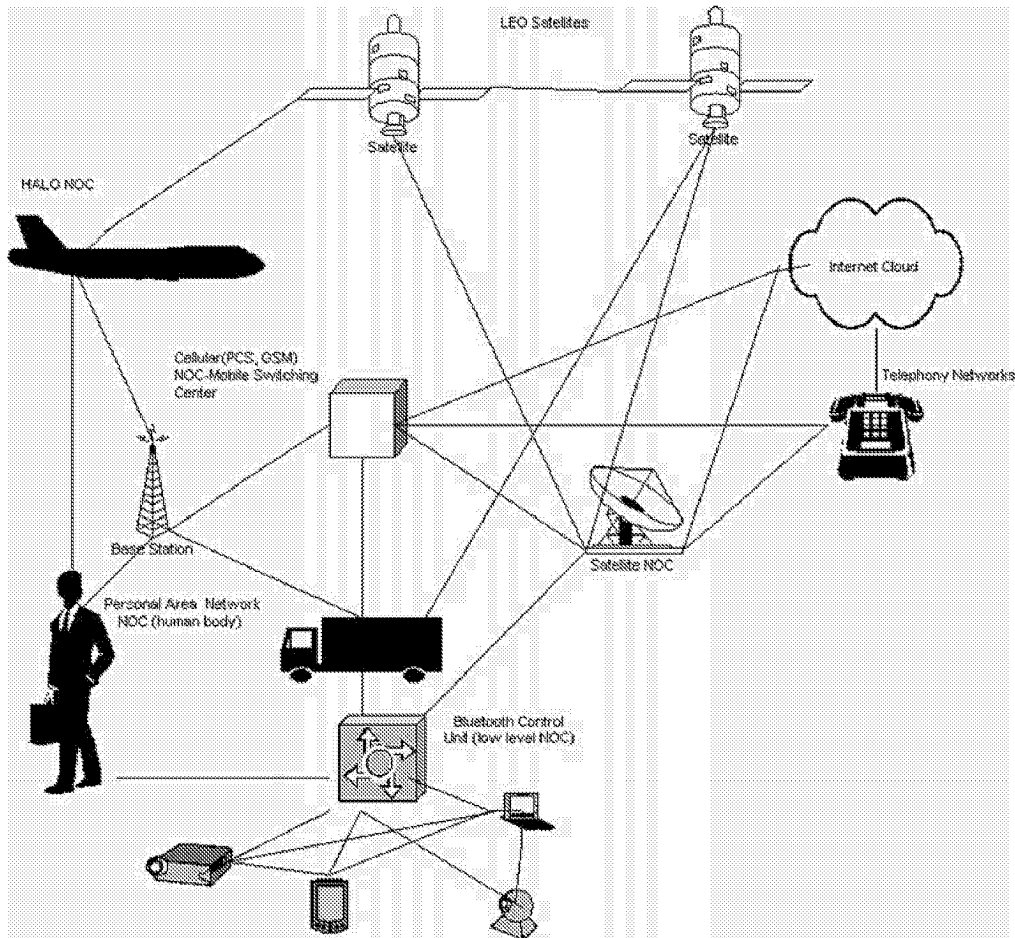 LEO Satellites
Satellite
Satellite
HALO NOC
Internet Cloud
Cellular(PCS, GSM)
NOC-Mobile Switching
Center
Telephony Networks
Base Station
Satellite NOC
Personal Area Network
NOC (human body)
Bluetooth Control
Unit (low level NOC)